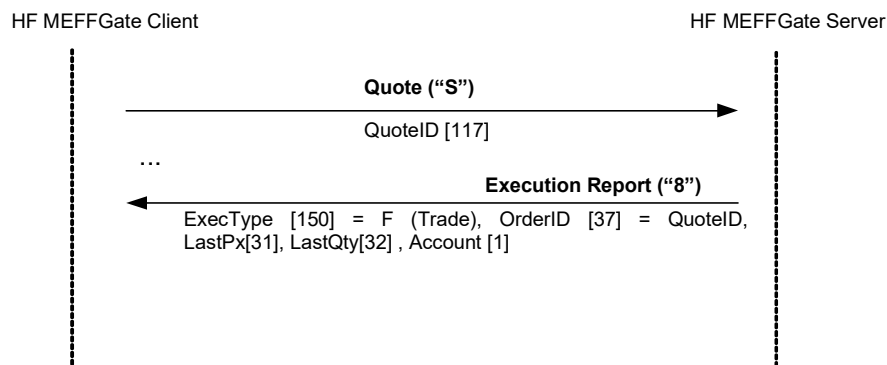 HF MEFFGate Client HF MEFFGate Server
Quote (“S”)
QuoteID [117]
...
Execution Report (“8”)
ExecType [150] = F (Trade), OrderID [37] = QuoteID,
LastPx[31], LastQty[32] , Account [1]